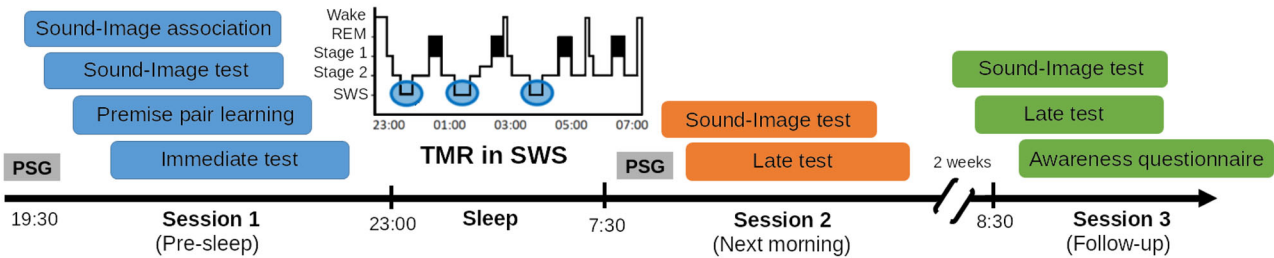 Sound-Image association
Sound-Image test
Premise pair learning
Immediate test
PSG
19:30
Session 1
(Pre-sleep)
Wake
REM
Stage 1
Stage 2
SWS
23:00 01:00 03:00 05:00 07:00
TMR in SWS
23:00
Sleep
7:30
PSG
Sound-Image test
Late test
Session 2
(Next morning)
2 weeks
8:30
Sound-Image test
Late test
Awareness questionnaire
Session 3
(Follow-up)